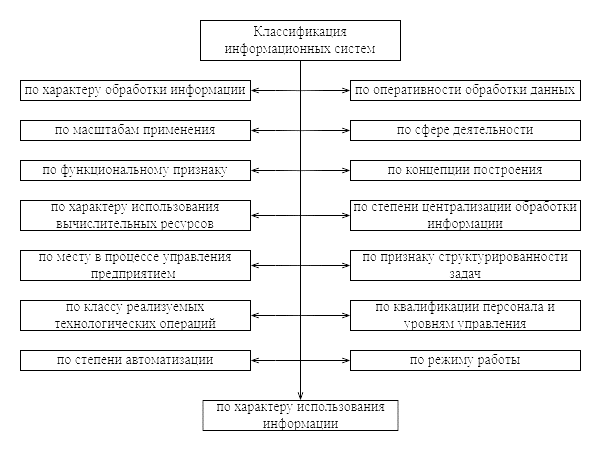 Классификация
информационных систем
по характеру обработки информации
по оперативности обработки данных
по масштабам применения
по сфере деятельности
по функциональному признаку
по концепции построения
по характеру использования
вычислительных ресурсов
по степени централизации обработки
информации
по месту в процессе управления
предприятием
по признаку структурированности
задач
по классу реализуемых
технологических операций
по квалификации персонала и
уровням управления
по степени автоматизации
по режиму работы
по характеру использования
информации